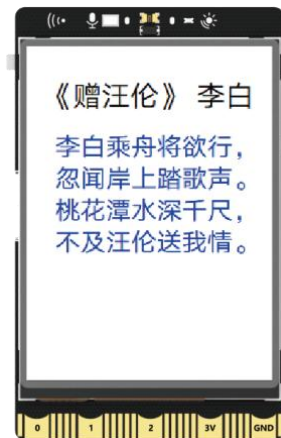 《赠汪伦》 李白
李白乘舟将欲行，
忽闻岸上踏歌声。
桃花潭水深千尺，
不及汪伦送我情。
0 1 2 3V GND